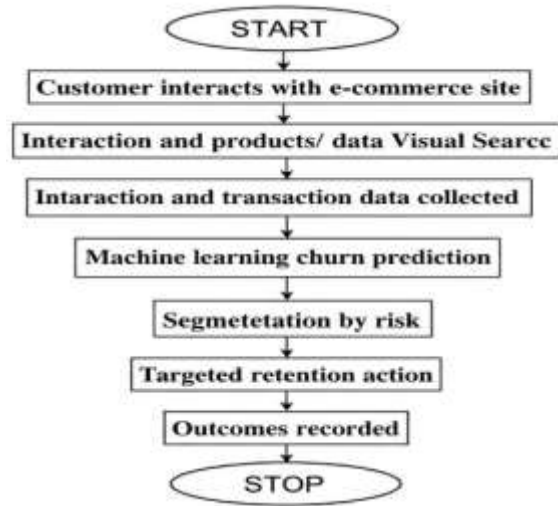 START
Customer interacts with e-commerce site
Interaction and products/ data Visual Searcc
Intaraction and transaction data collected
Machine learning churn prediction
Segmetetation by risk
Targeted retention action
Outcomes recorded
STOP